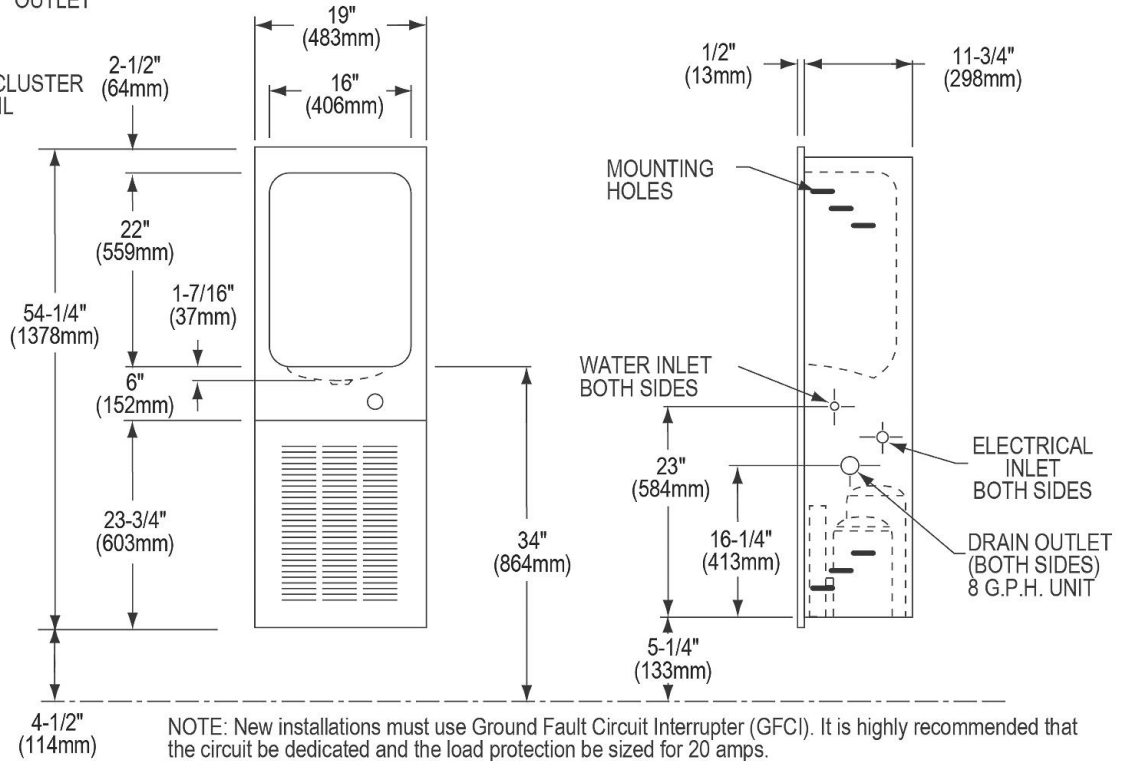 OUTLET
CLUSTER
19"
(483mm)
2-1/2"
(64mm)
16"
(406mm)
1/2"
(13mm)
11-3/4"
(298mm)
MOUNTING
HOLES
22"
(559mm)
1-7/16"
(37mm)
54-1/4"
(1378mm)
6"
(152mm)
WATER INLET
BOTH SIDES
23"
(584mm)
ELECTRICAL
INLET
BOTH SIDES
23-3/4"
(603mm)
34"
(864mm)
16-1/4"
(413mm)
DRAIN OUTLET
(BOTH SIDES)
8 G.P.H. UNIT
5-1/4"
(133mm)
4-1/2"
(114mm)
NOTE: New installations must use Ground Fault Circuit Interrupter (GFCI). It is highly recommended that
the circuit be dedicated and the load protection be sized for 20 amps.